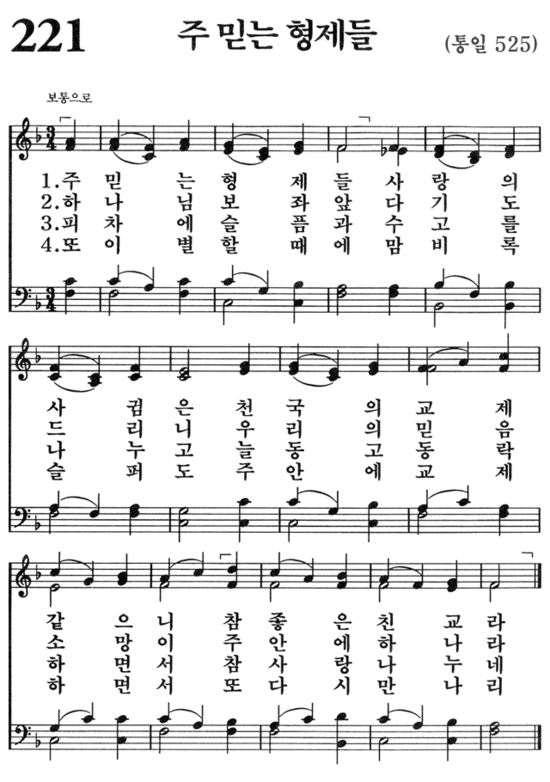 221 주 믿는 형제들 (통일 525)
보통으로
1.주 믿 는 형 제 들 사 랑 의
2.하 나 님 보 좌 앞 다 기 도
3.피 차 에 슬 픔 과 수 고 를
4.또 이 별 할 때 에 맘 비 록
사 귐 은 천 국 의 교 제
드 리 니 우 리 의 믿 음
나 누 고 늘 동 고 동 락
슬 퍼 도 주 안 에 교 제
같 으 니 참 좋 은 친 교 라
소 망 이 주 안 에 하 나 라
하 면 서 참 사 랑 나 누 네
하 면 서 또 다 시 만 나 리